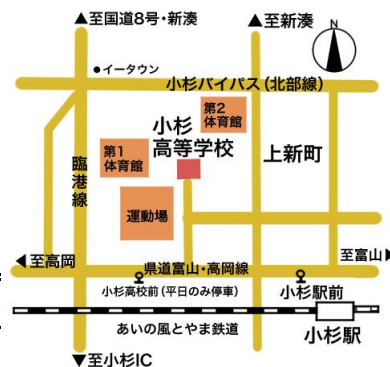 ▲至国道8号・新湊
▲至新湊
N
●イータウン
小杉バイパス(北部線)
第2
体育館
小杉
高等学校
第1
体育館
上新町
臨港線
運動場
◀至高岡
至富山▶
県道富山・高岡線
小杉高校前(平日のみ停車)
小杉駅前
あいの風とやま鉄道
小杉駅
▼至小杉IC